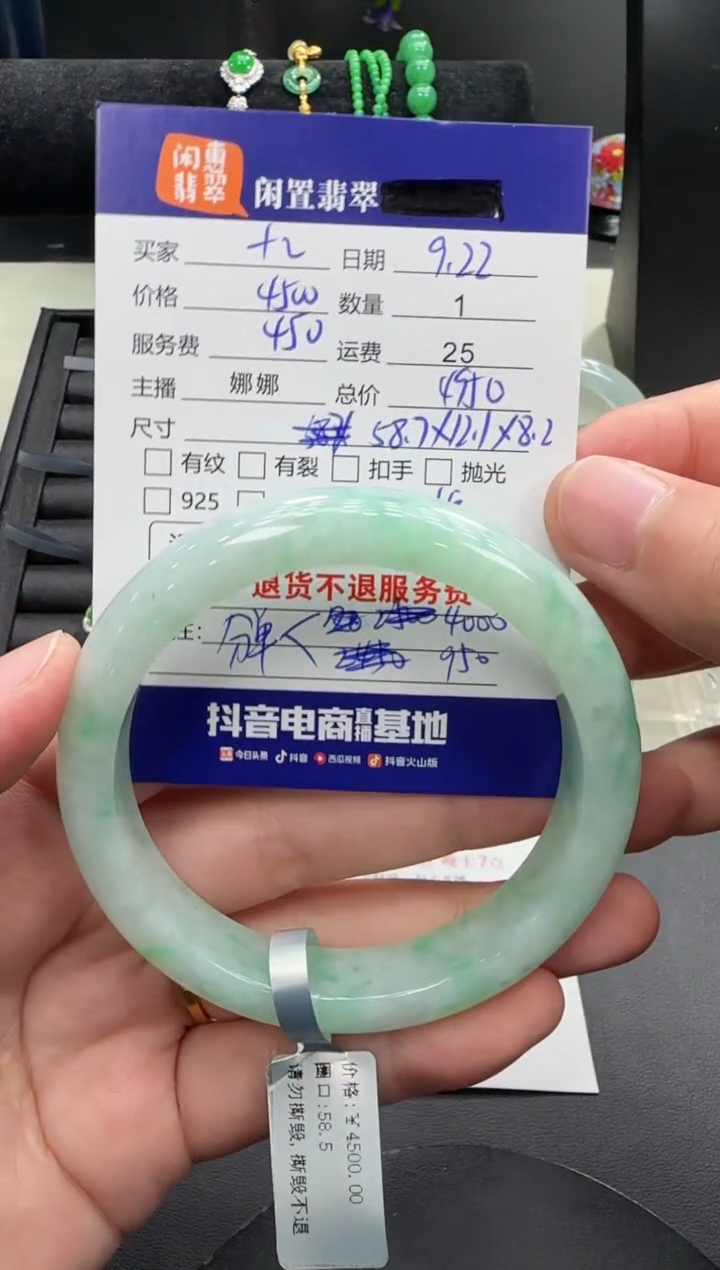 闲惠
翡翠
闲置翡翠
买家 十二 日期 9.22
价格 4500 数量 1
服务费 450 运费 25
主播 娜娜 总价 4950
尺寸 58.7X12.1X8.2
有纹 有裂 扣手 抛光
925
退货不退服务费
注: 4000
950
抖音电商直播基地
今日头条 抖音 西瓜视频 抖音火山版
价格:¥4500.00
圈口:58.5
请勿撕毁,撕毁不退